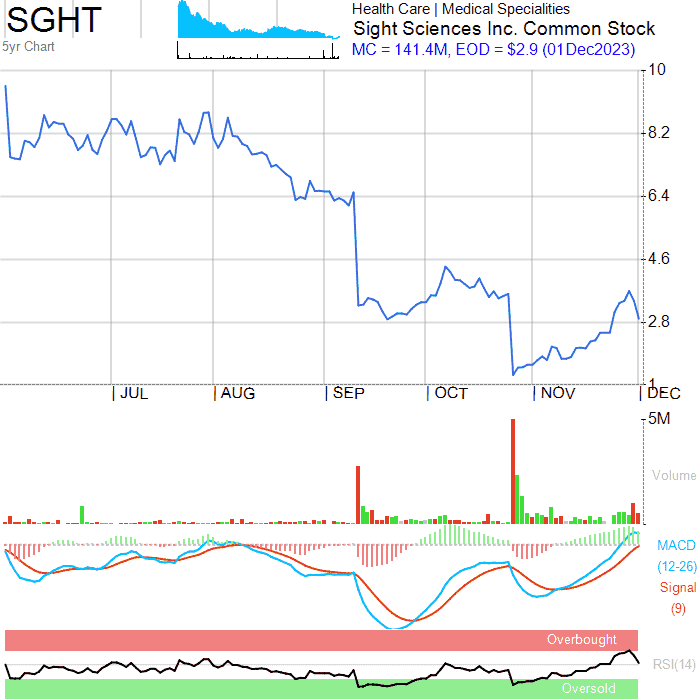 SGHT
5yr Chart
Health Care | Medical Specialities
Sight Sciences Inc. Common Stock
MC = 141.4M, EOD = $2.9 (01Dec2023)
10
8.2
6.4
4.6
2.8
1
JUL AUG SEP OCT NOV DEC
5M
Volume
MACD
(12-26)
Signal
(9)
Overbought
RSI(14)
Oversold